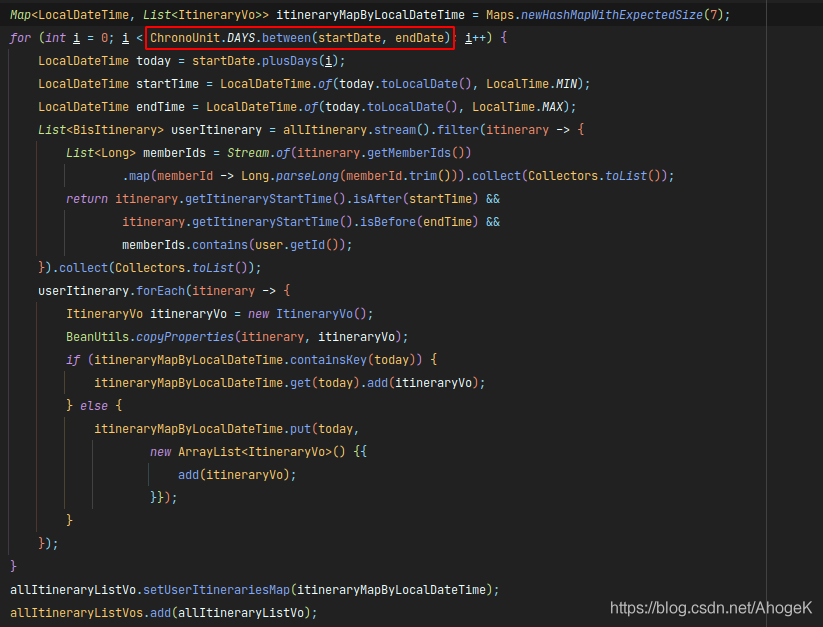 Map<LocalDateTime, List<ItineraryVo>> itineraryMapByLocalDateTime = Maps.newHashMapWithExpectedSize(7);
for (int i = 0; i < ChronoUnit.DAYS.between(startDate, endDate); i++) {
LocalDateTime today = startDate.plusDays(i);
LocalDateTime startTime = LocalDateTime.of(today.toLocalDate(), LocalTime.MIN);
LocalDateTime endTime = LocalDateTime.of(today.toLocalDate(), LocalTime.MAX);
List<BisItinerary> userItinerary = allItinerary.stream().filter(itinerary -> {
List<Long> memberIds = Stream.of(itinerary.getMemberIds())
.map(memberId -> Long.parseLong(memberId.trim())).collect(Collectors.toList());
return itinerary.getItineraryStartTime().isAfter(startTime) &&
itinerary.getItineraryStartTime().isBefore(endTime) &&
memberIds.contains(user.getId());
}).collect(Collectors.toList());
userItinerary.forEach(itinerary -> {
ItineraryVo itineraryVo = new ItineraryVo();
BeanUtils.copyProperties(itinerary, itineraryVo);
if (itineraryMapByLocalDateTime.containsKey(today)) {
itineraryMapByLocalDateTime.get(today).add(itineraryVo);
} else {
itineraryMapByLocalDateTime.put(today,
new ArrayList<ItineraryVo>() {{
add(itineraryVo);
}});
}
});
}
allItineraryListVo.setUserItinerariesMap(itineraryMapByLocalDateTime);
allItineraryListVos.add(allItineraryListVo);
https://blog.csdn.net/AhogeK